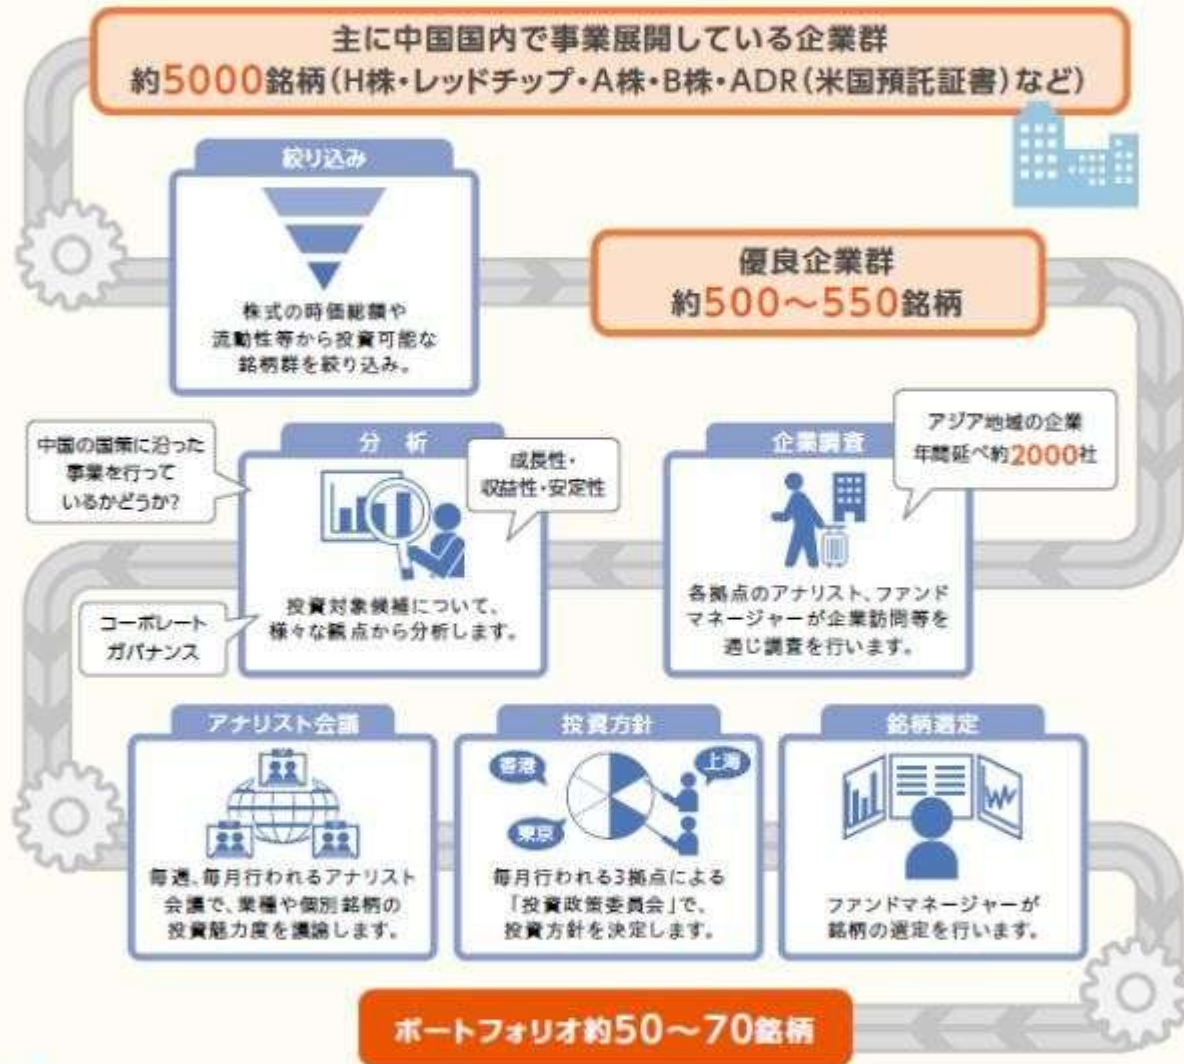 主に中国国内で事業展開している企業群
約5000銘柄(H株・レッドチップ・A株・B株・ADR(米国預託証書)など)
絞り込み
株式の時価総額や
流動性等から投資可能な
銘柄群を絞り込み。
優良企業群
約500〜550銘柄
企業調査
アジア地域の企業
年間延べ約2000社
各拠点のアナリスト、ファンド
マネージャーが企業訪問等を
通じ調査を行います。
分 析
中国の国策に沿った
事業を行って
いるかどうか?
成長性・
収益性・安定性
コーポレート
ガバナンス
投資対象候補について、
様々な観点から分析します。
アナリスト会議
毎週、毎月行われるアナリスト
会議で、業種や個別銘柄の
投資魅力度を議論します。
投資方針
香港
上海
東京
毎月行われる3拠点による
「投資政策委員会」で、
投資方針を決定します。
銘柄選定
ファンドマネージャーが
銘柄の選定を行います。
ポートフォリオ約50〜70銘柄